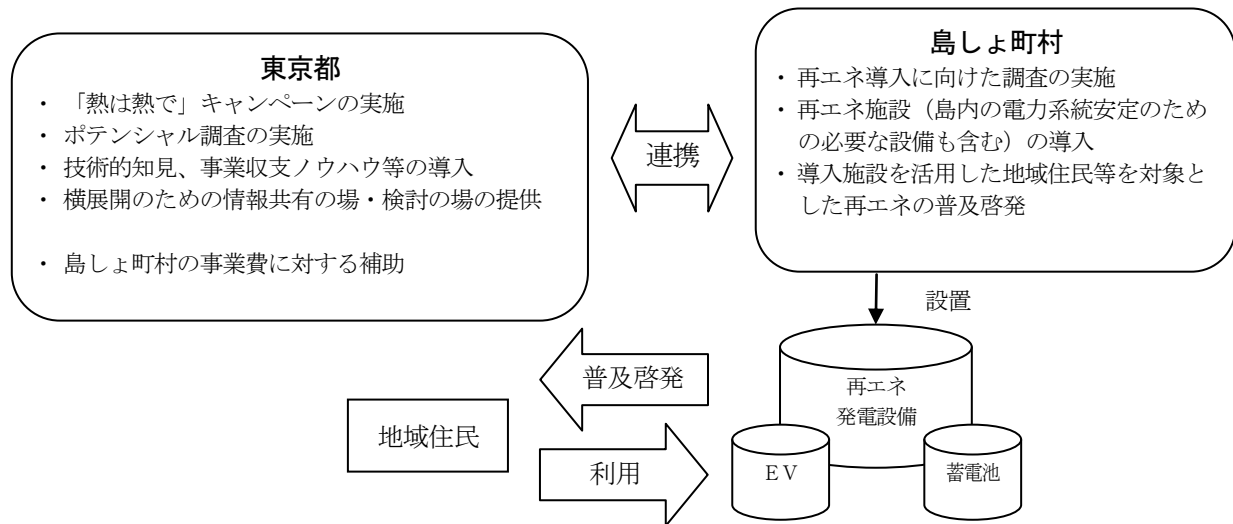 東京都
・ 「熱は熱で」キャンペーンの実施
・ ポテンシャル調査の実施
・ 技術的知見、事業収支ノウハウ等の導入
・ 横展開のための情報共有の場・検討の場の提供
・ 島しょ町村の事業費に対する補助
連携
島しょ町村
・ 再エネ導入に向けた調査の実施
・ 再エネ施設（島内の電力系統安定のため
の必要な設備も含む）の導入
・ 導入施設を活用した地域住民等を対象と
した再エネの普及啓発
設置
普及啓発
地域住民
利用
再エネ
発電設備
ＥＶ
蓄電池